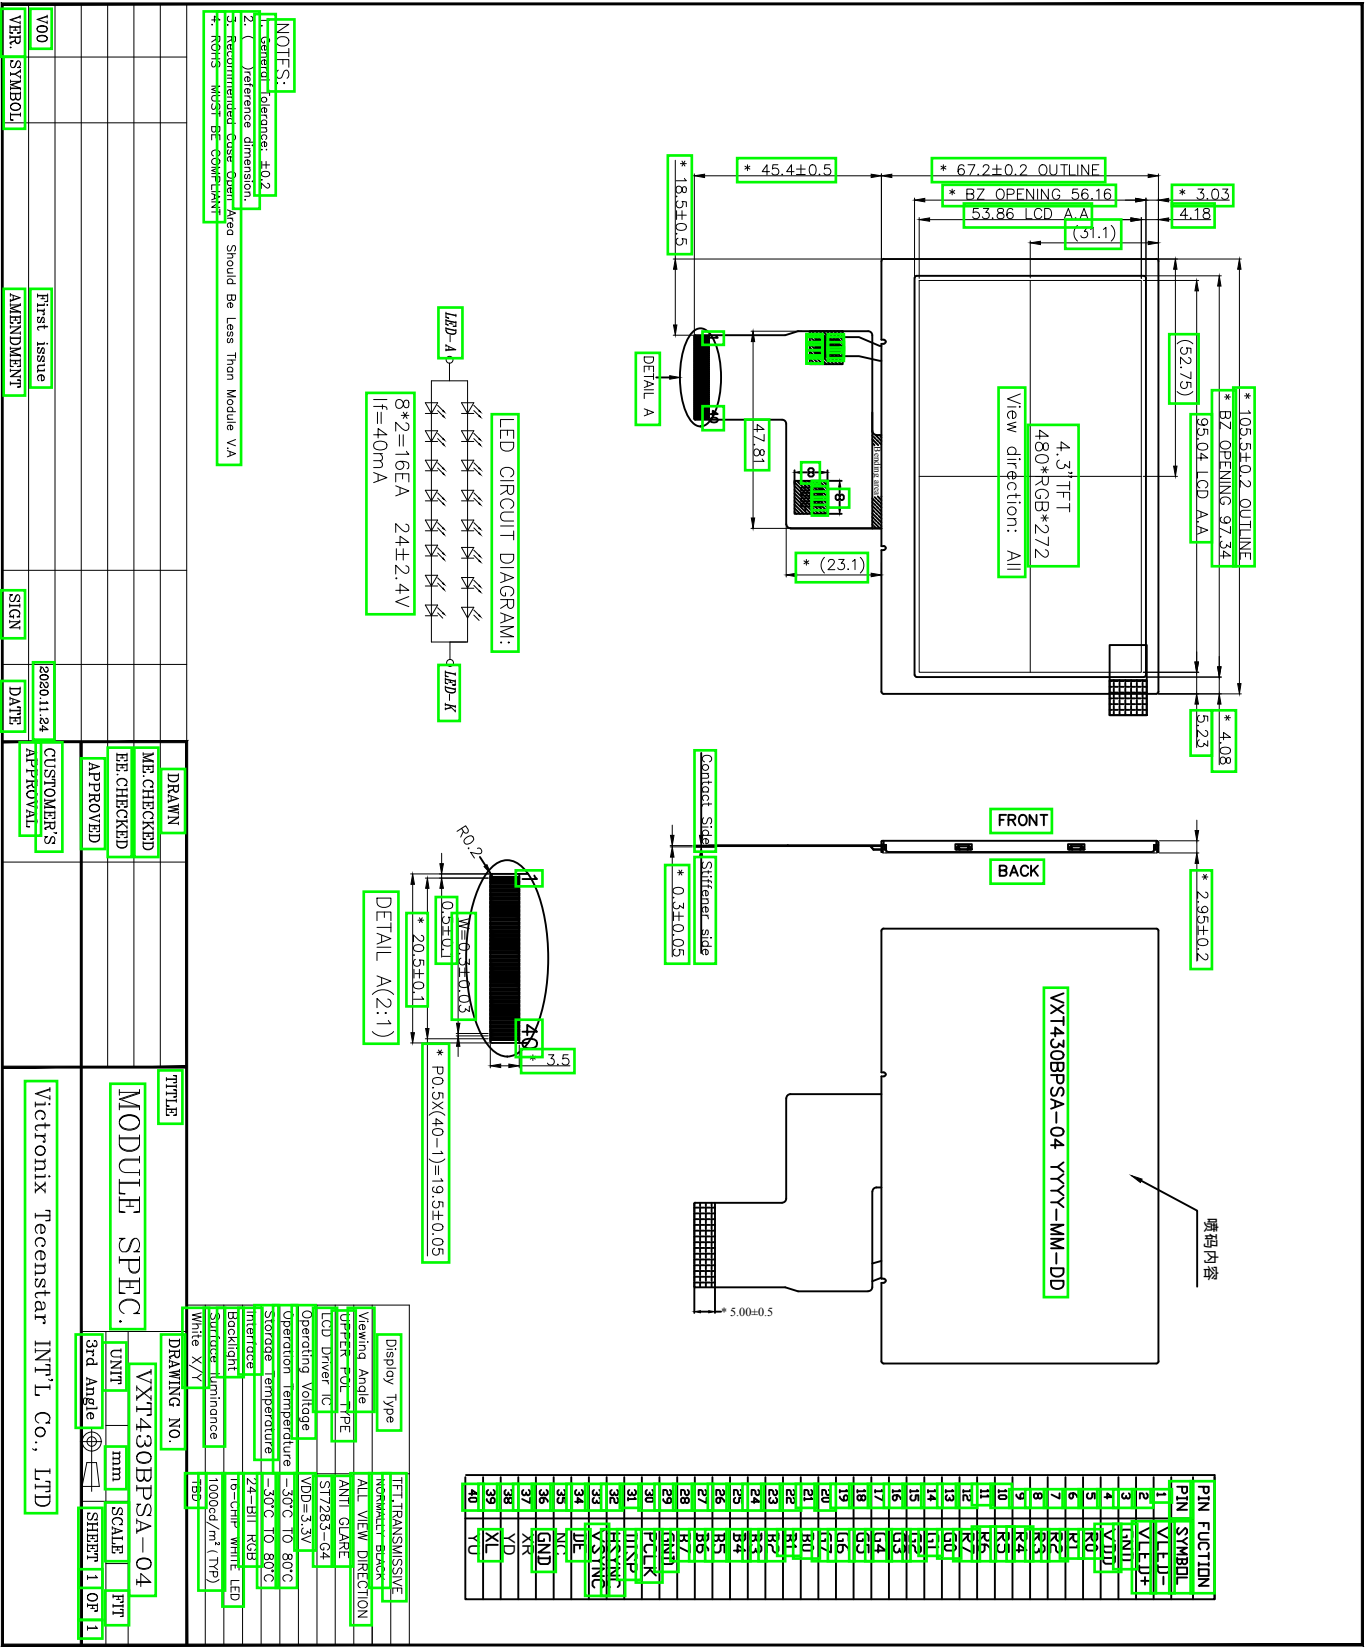 * 105.5±0.2 OUTLINE
* BZ OPENING 97.34
95.04 LCD A.A
(52.75)
* 4.08
5.23
* 67.2±0.2 OUTLINE
* BZ OPENING 56.16
53.86 LCD A.A
(31.1)
* 3.03
4.18
* 45.4±0.5
* 18.5±0.5
4.3"TFT
480*RGB*272
View direction: All
Bending area
8
8
47.81
* (23.1)
1
40
DETAIL A
* 2.95±0.2
FRONT
BACK
Contact Side
Stiffener side
* 0.3±0.05
喷码内容
VXT430BPSA-04 YYYY-MM-DD
* 5.00±0.5
PIN FUCTION
PIN SYMBOL
1 VLED-
2 VLED+
3 GND
4 VDD
5 R0
6 R1
7 R2
8 R3
9 R4
10 R5
11 R6
12 R7
13 G0
14 G1
15 G2
16 G3
17 G4
18 G5
19 G6
20 G7
21 B0
22 B1
23 B2
24 B3
25 B4
26 B5
27 B6
28 B7
29 GND
30 PCLK
31 DISP
32 HSYNC
33 VSYNC
34 DE
35 NC
36 GND
37 XR
38 YD
39 XL
40 YU
LED CIRCUIT DIAGRAM:
LED-A
LED-K
8*2=16EA 24±2.4V
If=40mA
R0.2
1
40
* 3.5
W=0.3±0.03
0.5±0.1
* 20.5±0.1
* P0.5X(40-1)=19.5±0.05
DETAIL A(2:1)
Display Type TFT,TRANSMISSIVE
NORMALLY BLACK
Viewing Angle ALL VIEW DIRECTION
UPPER POL TYPE ANTI GLARE
LCD Driver IC ST7283-G4
Operating Voltage VDD=3.3V
Operation Temperature -30°C TO 80°C
Storage Temperature -30°C TO 80°C
Interface 24-BIT RGB
Backlight 16-CHIP WHITE LED
Surface luminance 1000cd/m² (TYP)
White X/Y TBD
NOTES:
1. General Tolerance: ±0.2
2. ( )reference dimension.
3. Recommended Case Open Area Should Be Less Than Module V.A
4. ROHS MUST BE COMPLIANT
V00 First issue 2020.11.24
VER. SYMBOL AMENDMENT SIGN DATE
DRAWN
ME.CHECKED
EE.CHECKED
APPROVED
CUSTOMER'S
APPROVAL
TITLE
MODULE SPEC.
DRAWING NO.
VXT430BPSA-04
UNIT mm SCALE FIT
3rd Angle SHEET 1 OF 1
Victronix Tecenstar INT'L Co., LTD